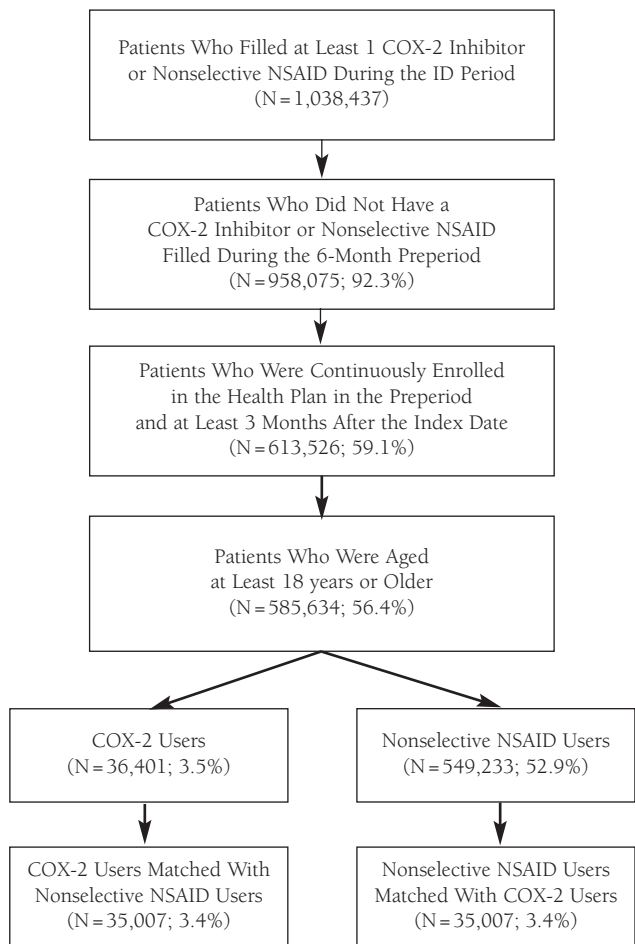 Patients Who Filled at Least 1 COX-2 Inhibitor
or Nonselective NSAID During the ID Period
(N=1,038,437)
Patients Who Did Not Have a
COX-2 Inhibitor or Nonselective NSAID
Filled During the 6-Month Preperiod
(N=958,075; 92.3%)
Patients Who Were Continuously Enrolled
in the Health Plan in the Preperiod
and at Least 3 Months After the Index Date
(N=613,526; 59.1%)
Patients Who Were Aged
at Least 18 years or Older
(N=585,634; 56.4%)
COX-2 Users
(N=36,401; 3.5%)
Nonselective NSAID Users
(N=549,233; 52.9%)
COX-2 Users Matched With
Nonselective NSAID Users
(N=35,007; 3.4%)
Nonselective NSAID Users
Matched With COX-2 Users
(N=35,007; 3.4%)